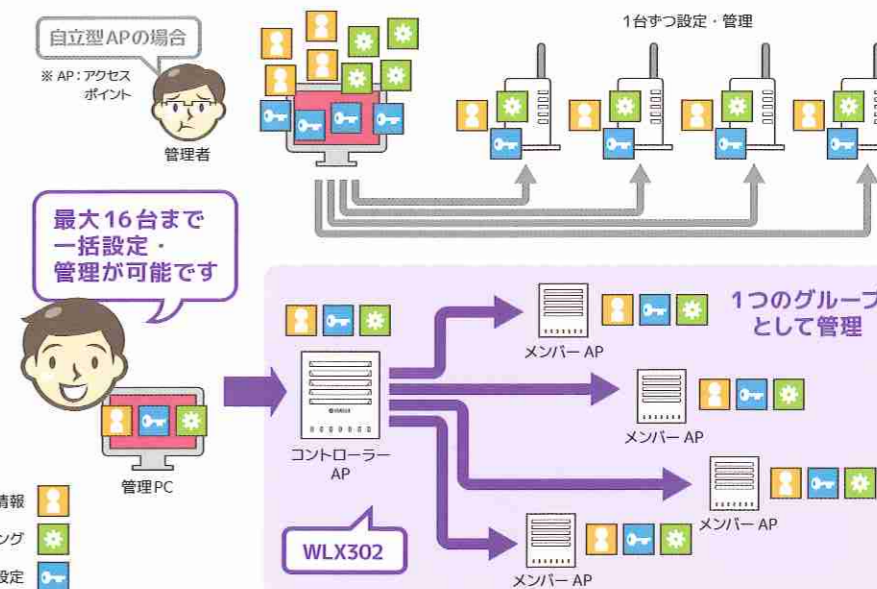 自立型APの場合
※ AP：アクセス
ポイント
管理者
1台ずつ設定・管理
最大16台まで
一括設定・
管理が可能です
管理PC
コントローラー
AP
WLX302
1つのグループ
として管理
メンバー AP
メンバー AP
メンバー AP
メンバー AP
情報
ング
設定